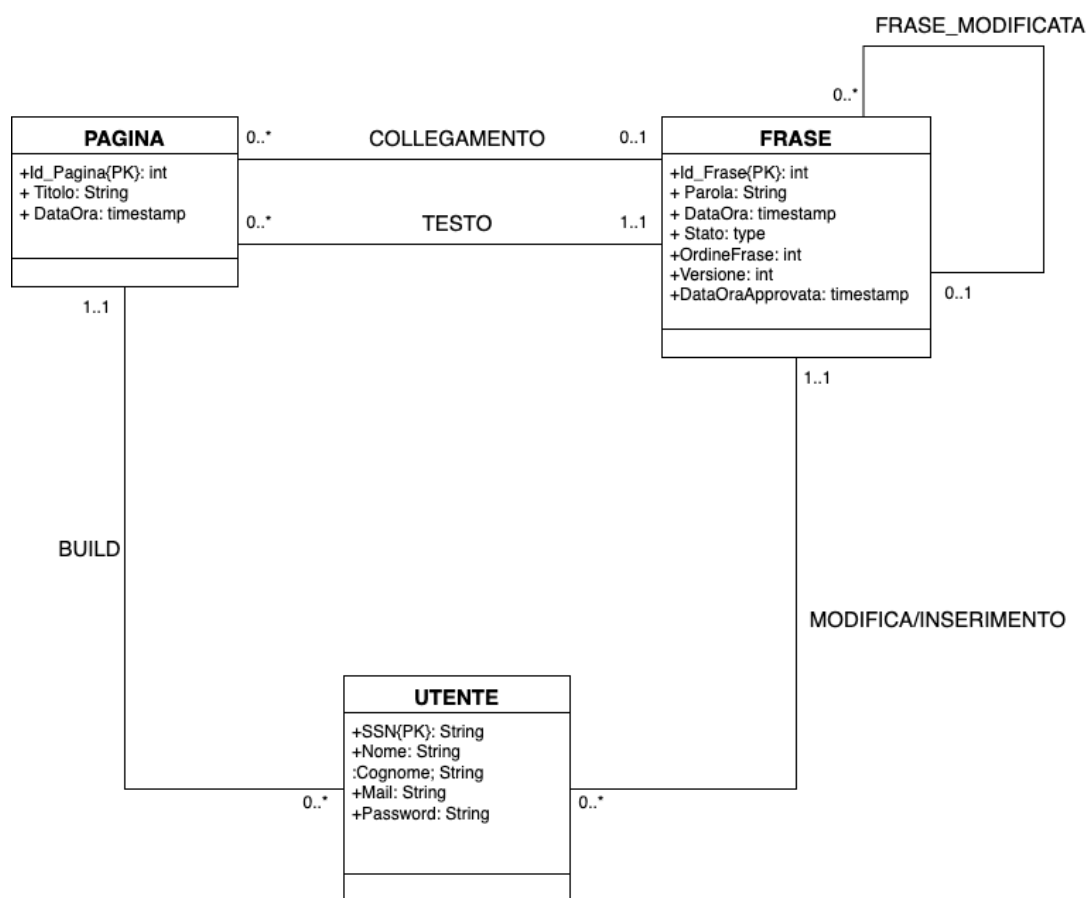 FRASE_MODIFICATA
0..*
PAGINA
+Id_Pagina{PK}: int
+ Titolo: String
+ DataOra: timestamp
0..*
COLLEGAMENTO
0..1
0..*
TESTO
1..1
FRASE
+Id_Frase{PK}: int
+ Parola: String
+ DataOra: timestamp
+ Stato: type
+OrdineFrase: int
+Versione: int
+DataOraApprovata: timestamp
0..1
1..1
1..1
BUILD
MODIFICA/INSERIMENTO
UTENTE
+SSN{PK}: String
+Nome: String
:Cognome; String
+Mail: String
+Password: String
0..*
0..*